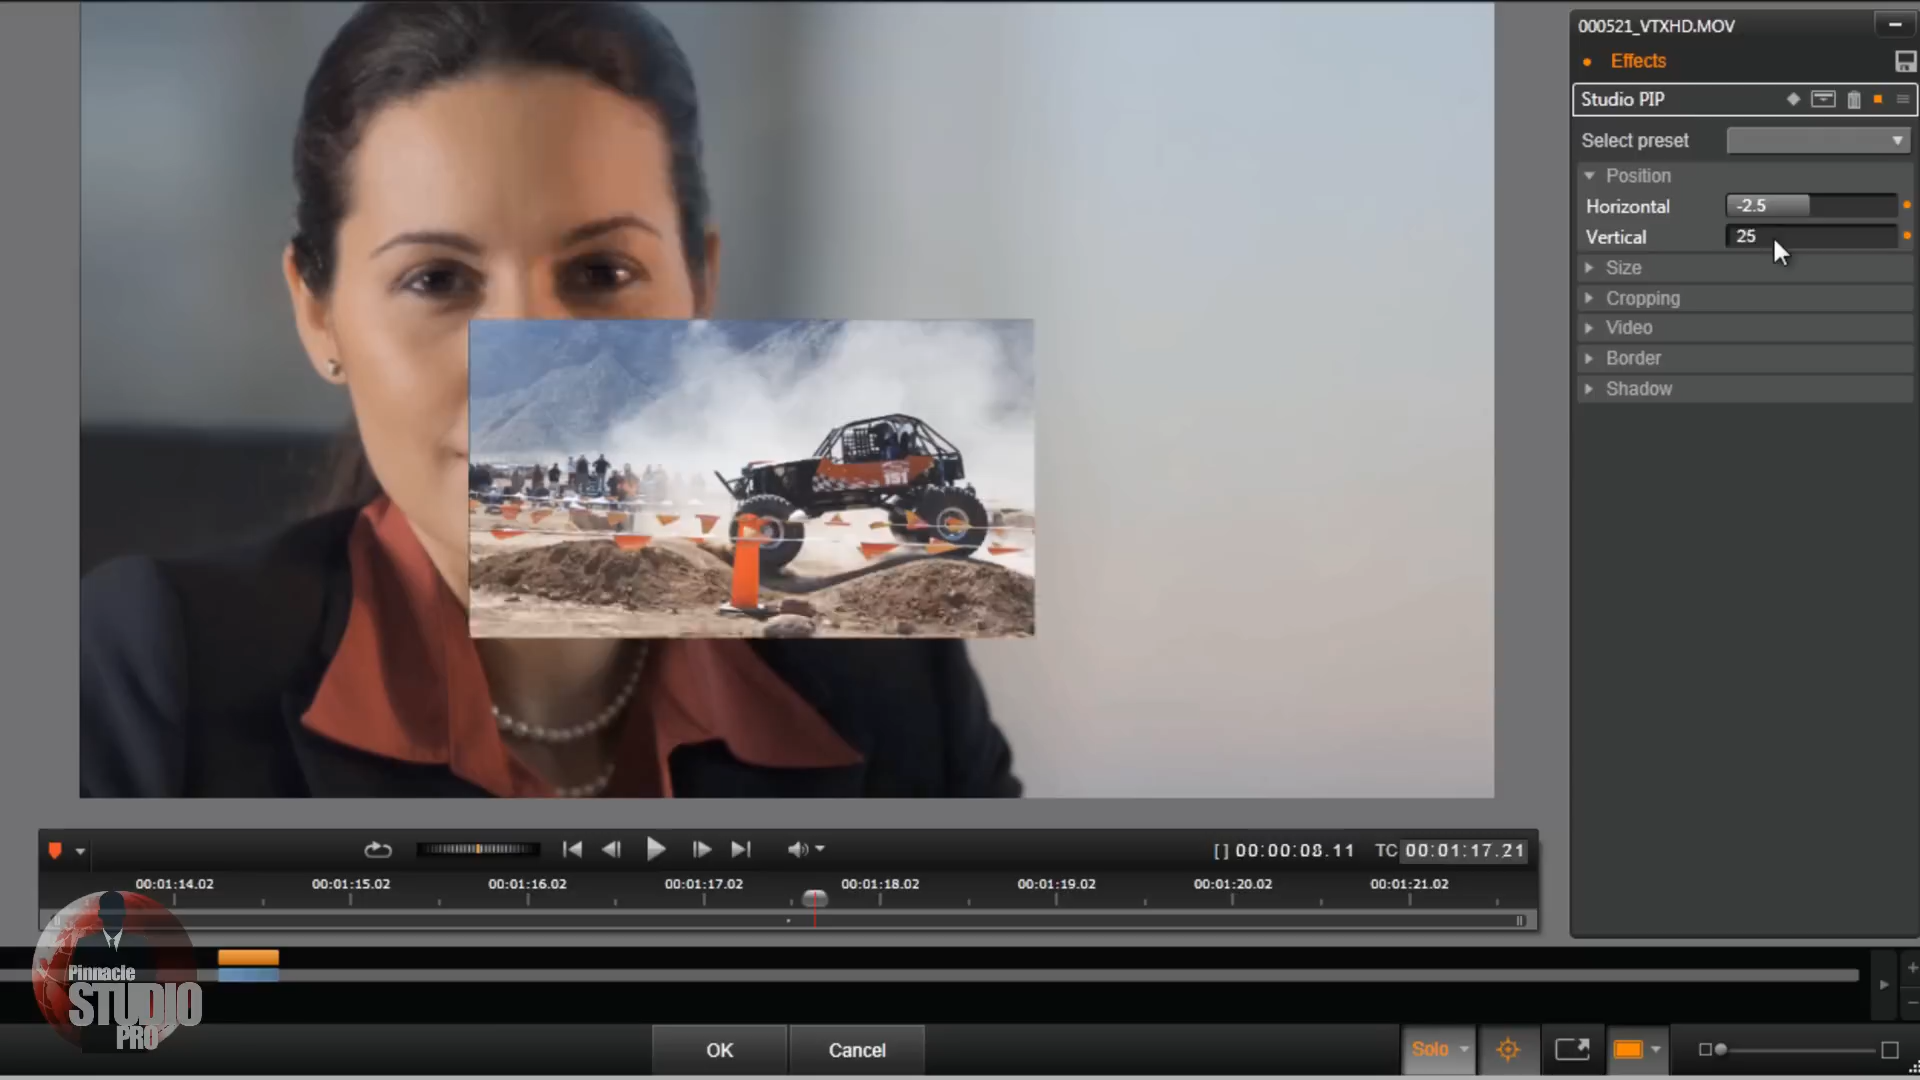 000521_VTXHD.MOV
Effects
Studio PIP
Select preset
Position
Horizontal -2.5
Vertical 25
Size
Cropping
Video
Border
Shadow
151
[ ] 00:00:08.11 TC 00:01:17.21
00:01:14.02 00:01:15.02 00:01:16.02 00:01:17.02 00:01:18.02 00:01:19.02 00:01:20.02 00:01:21.02
Pinnacle
STUDIO
PRO
OK Cancel Solo